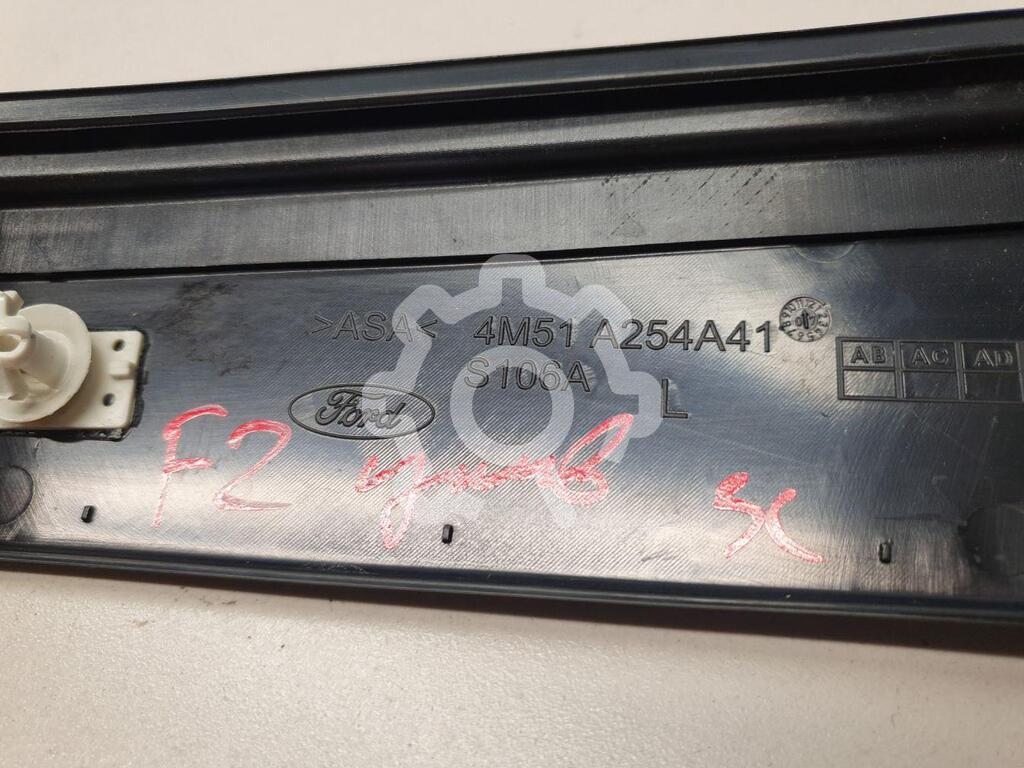 >ASA< 4M51 A254A41
S106A
Ford
L
AB AC AD
F2